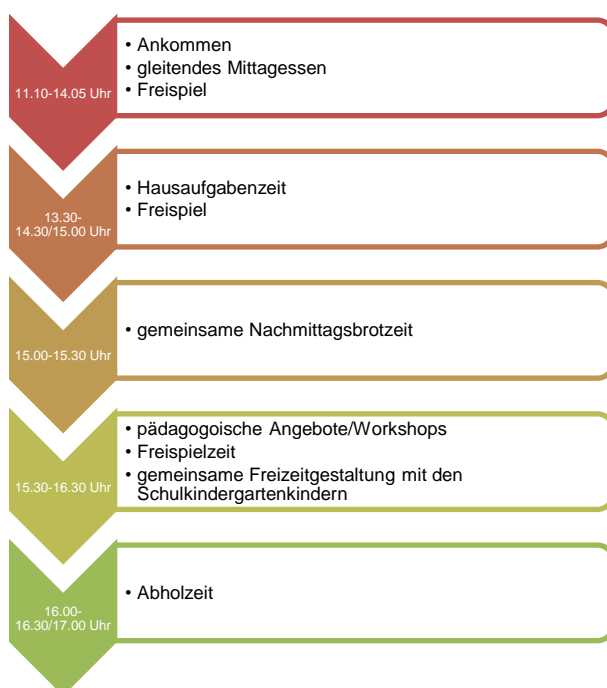 11.10-14.05 Uhr
• Ankommen
• gleitendes Mittagessen
• Freispiel
13.30-
14.30/15.00 Uhr
• Hausaufgabenzeit
• Freispiel
15.00-15.30 Uhr
• gemeinsame Nachmittagsbrotzeit
15.30-16.30 Uhr
• pädagogoische Angebote/Workshops
• Freispielzeit
• gemeinsame Freizeitgestaltung mit den
Schulkindergartenkindern
16.00-
16.30/17.00 Uhr
• Abholzeit